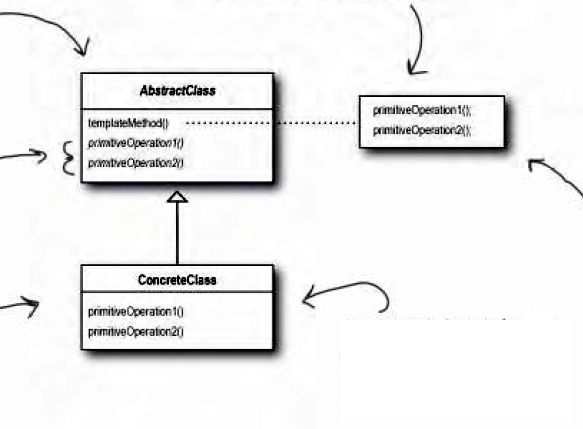 AbstractClass
templateMethod()
primitiveOperation1()
primitiveOperation2()
primitiveOperation1();
primitiveOperation2();
ConcreteClass
primitiveOperation1()
primitiveOperation2()